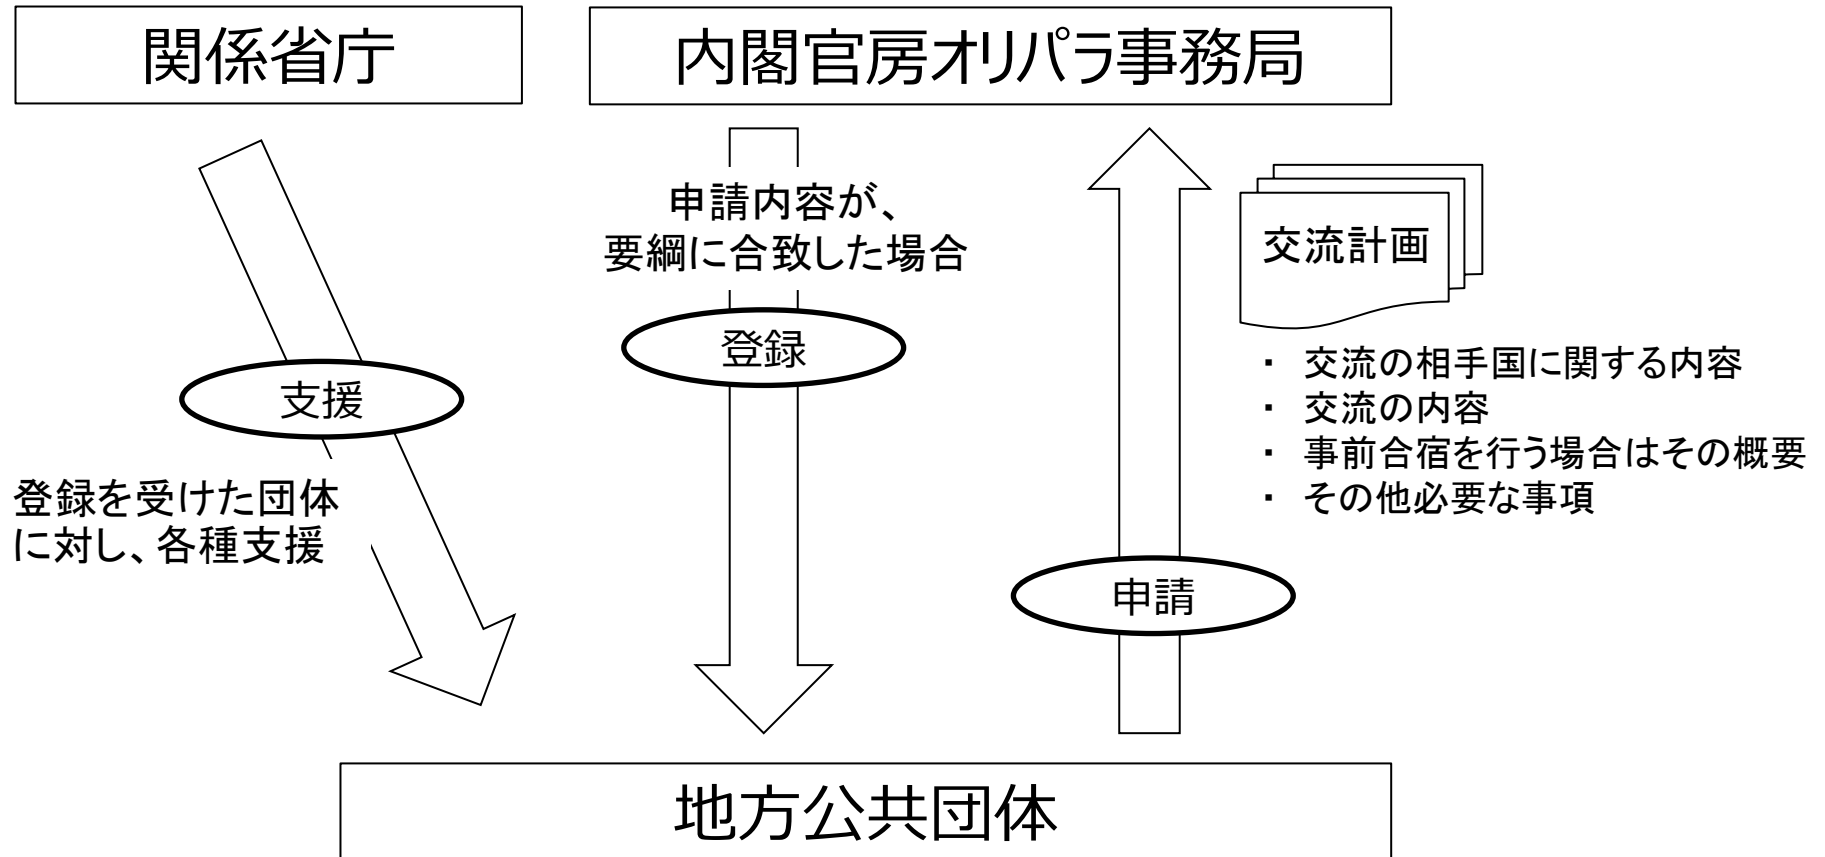 関係省庁
内閣官房オリパラ事務局
申請内容が、
要綱に合致した場合
交流計画
登録
支援
・ 交流の相手国に関する内容
・ 交流の内容
・ 事前合宿を行う場合はその概要
・ その他必要な事項
登録を受けた団体
に対し、各種支援
申請
地方公共団体